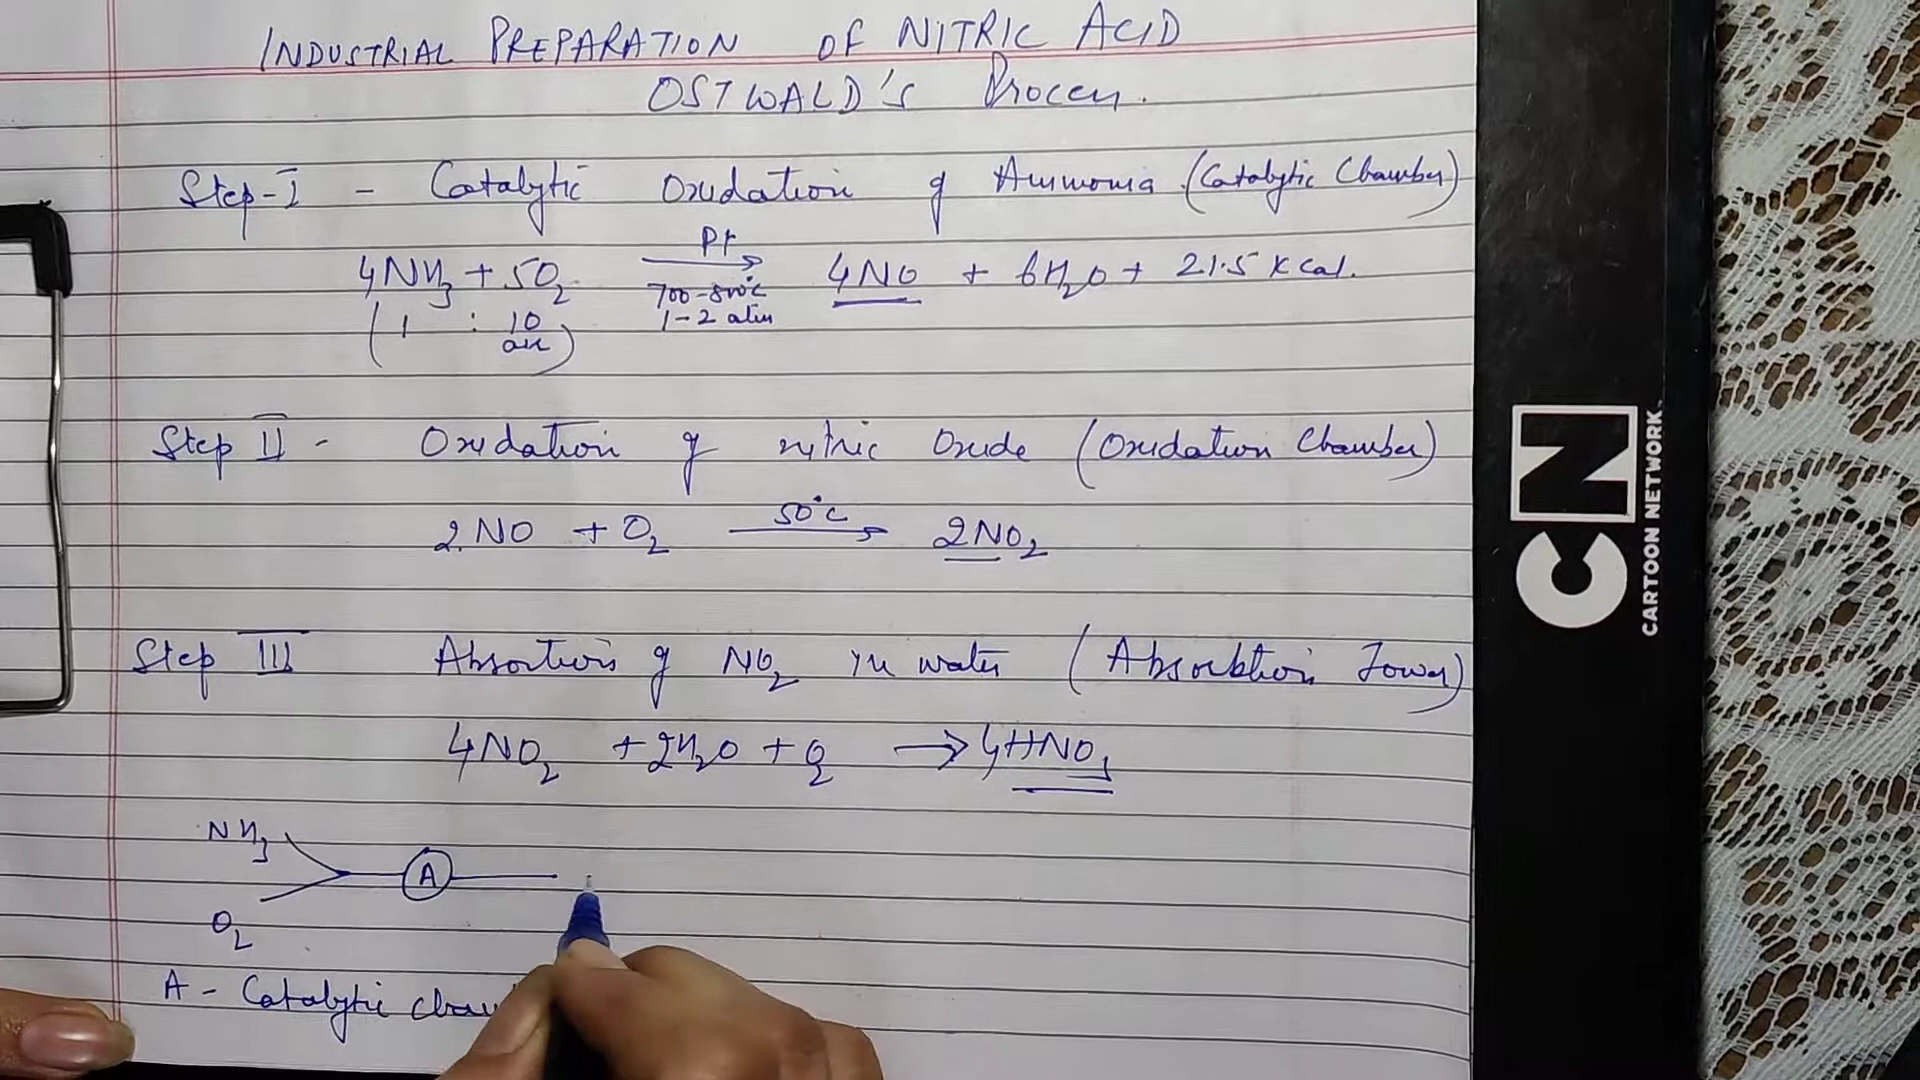 INDUSTRIAL PREPARATION OF NITRIC ACID
OSTWALD'S Process.
Step-I - Catalytic Oxidation of Ammonia (Catalytic Chamber)
Pt
4NH₃ + 5O₂ → 4NO + 6H₂O + 21.5 KCal.
700-800°C
1-2 atm
(1 : 10
air)
Step II - Oxidation of nitric Oxide (Oxidation Chamber)
50°C
2NO + O₂ → 2NO₂
Step III Absortion of NO₂ in water (Absorbtion Tower)
4NO₂ + 2H₂O + O₂ → 4HNO₃
NH₃
A
O₂
A - Catalytic
CN
CARTOON NETWORK